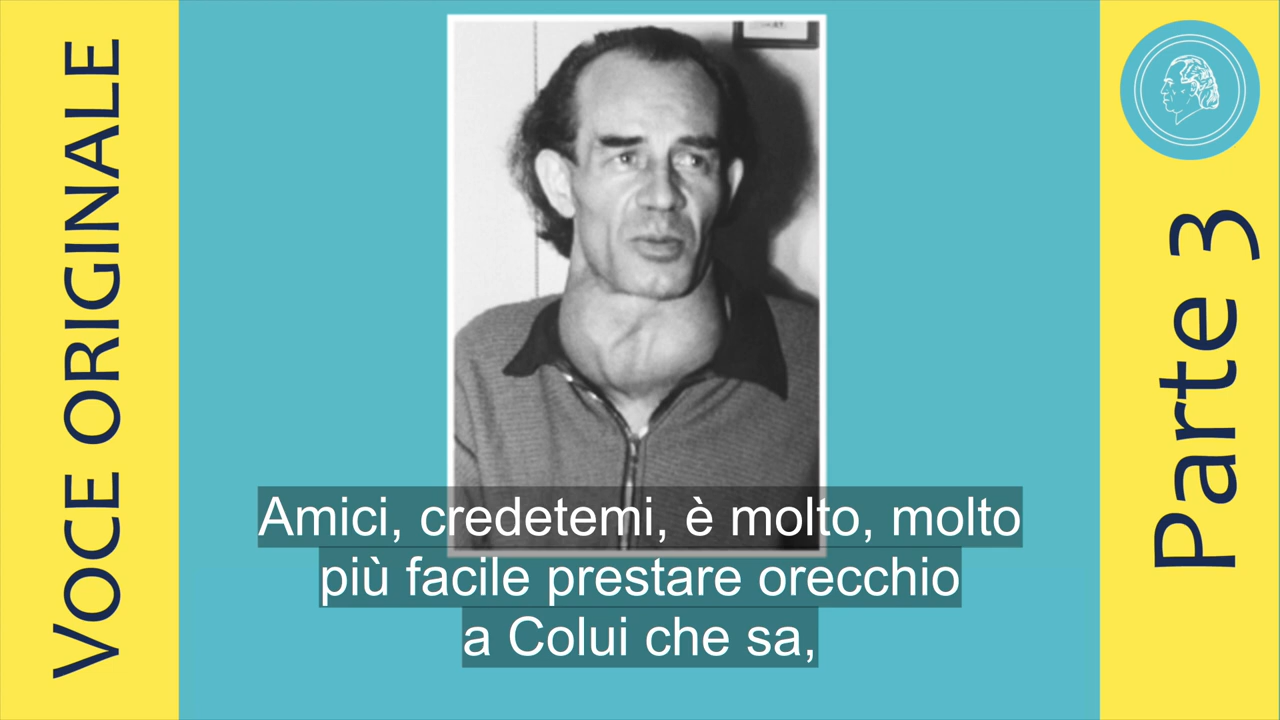 VOCE ORIGINALE
Amici, credetemi, è molto, molto
più facile prestare orecchio
a Colui che sa,
Parte 3